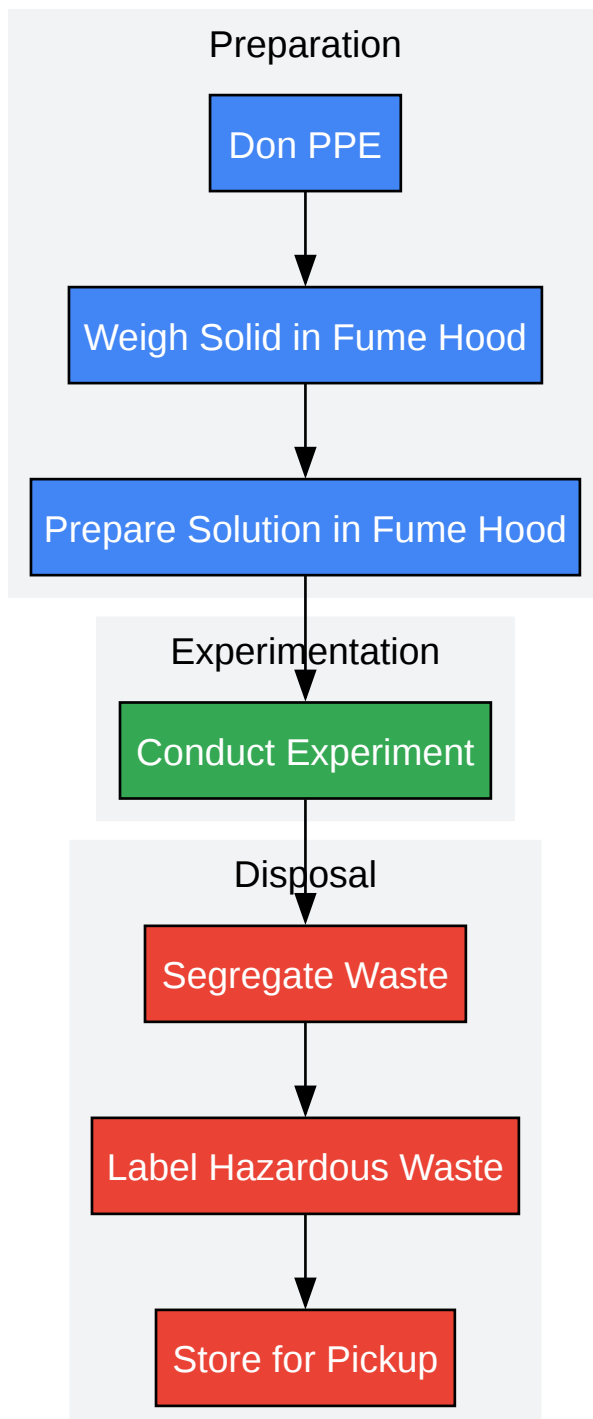 Preparation
Don PPE
Weigh Solid in Fume Hood
Prepare Solution in Fume Hood
Experimentation
Conduct Experiment
Disposal
Segregate Waste
Label Hazardous Waste
Store for Pickup